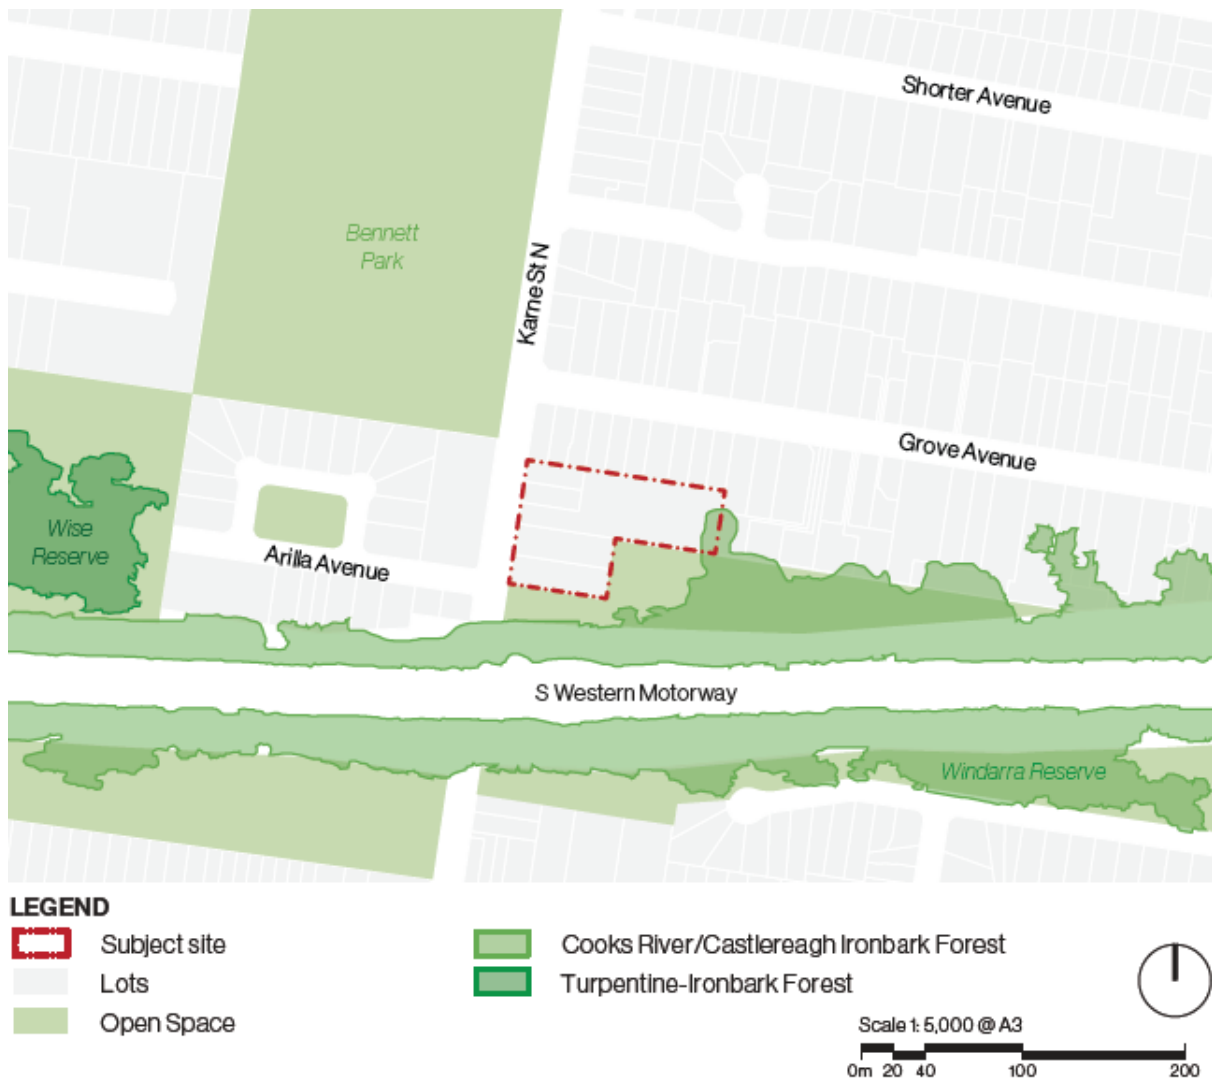 Shorter Avenue
Bennett
Park
Karne St N
Grove Avenue
Wise
Reserve
Arilla Avenue
S Western Motorway
Windarra Reserve
LEGEND
Subject site
Lots
Open Space
Cooks River/Castlereagh Ironbark Forest
Turpentine-Ironbark Forest
Scale 1: 5,000 @ A3
0m 20 40 100 200